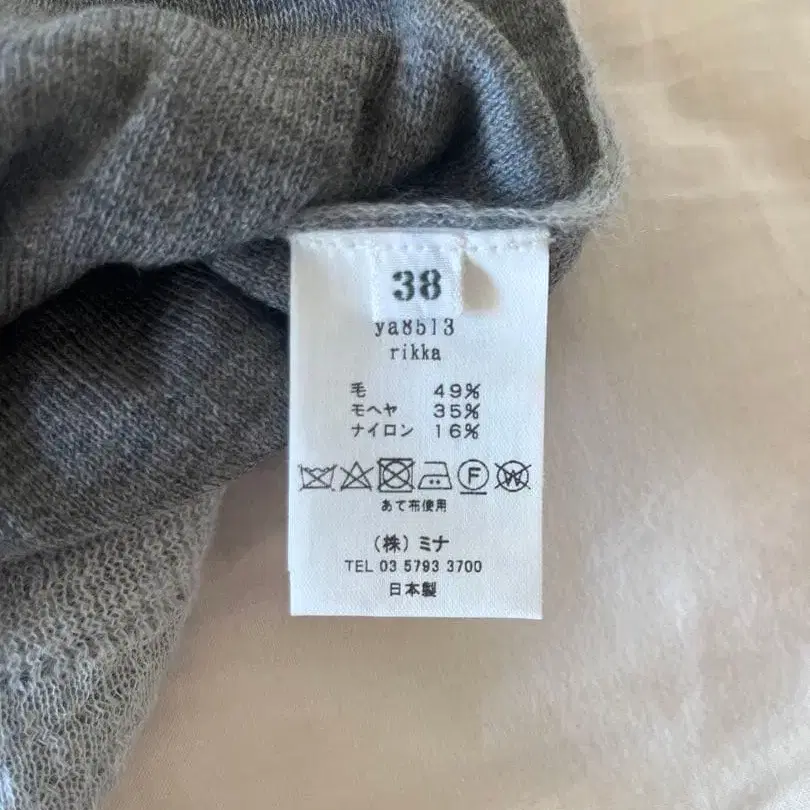 38
ya8513
rikka
毛 49%
モヘヤ 35%
ナイロン 16%
F W
あて布使用
(株)ミナ
TEL 03 5793 3700
日本製